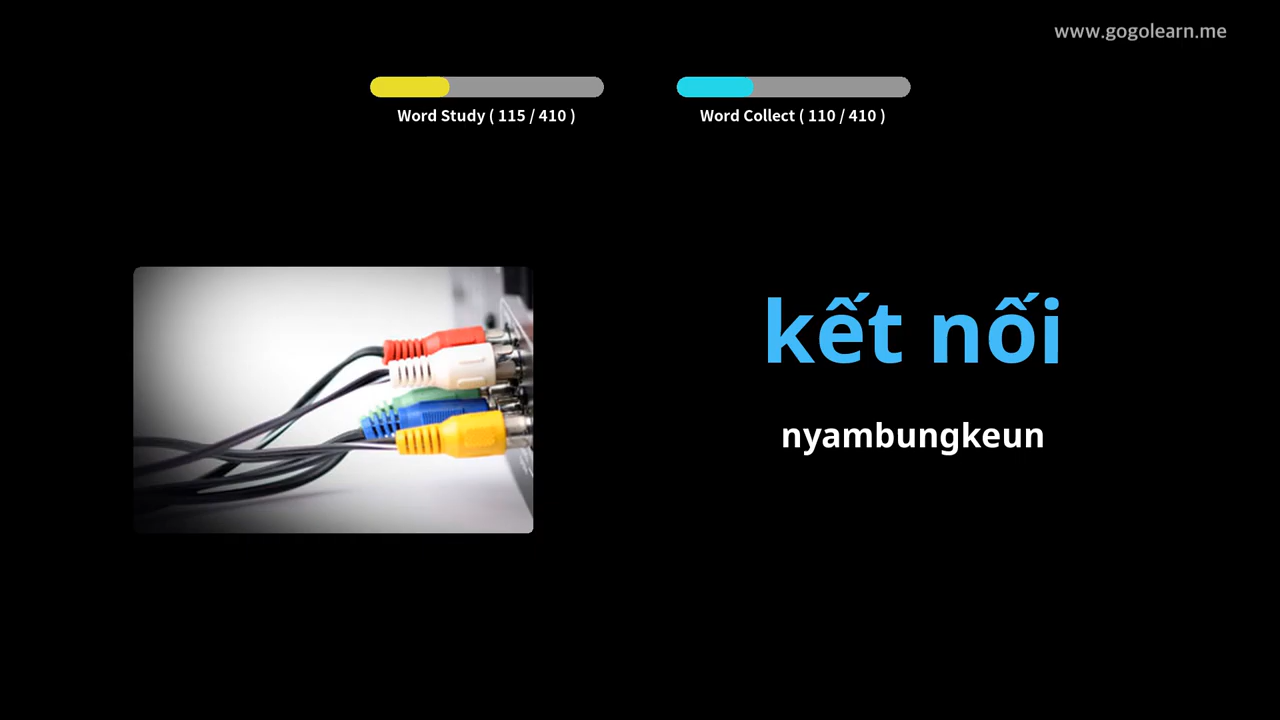 www.gogolearn.me
Word Study ( 115 / 410 )
Word Collect ( 110 / 410 )
kết nối
nyambungkeun